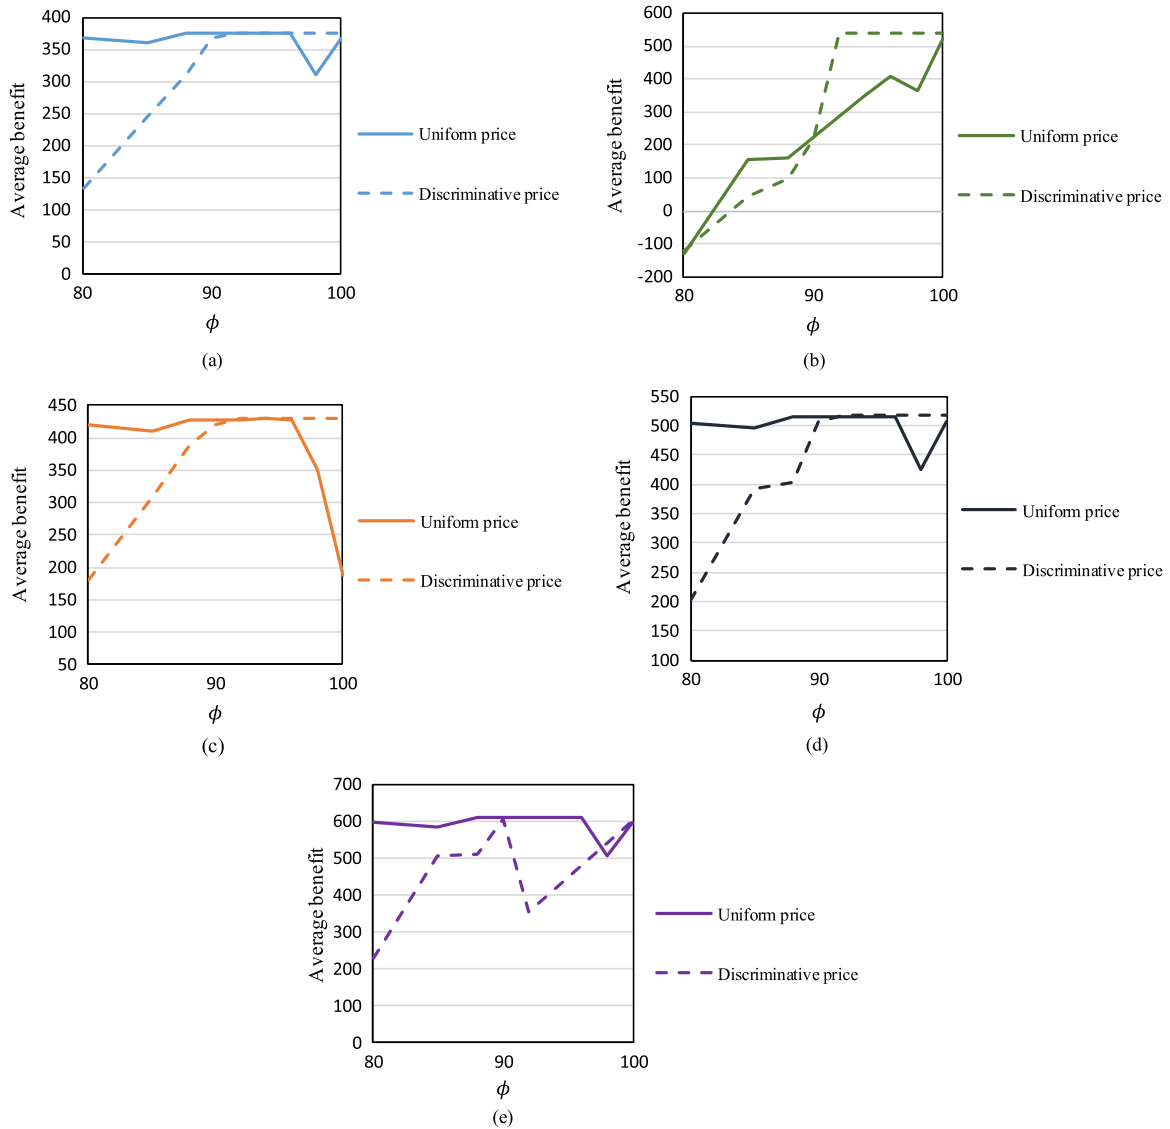 400
350
300
250
200
150
100
50
0
Average benefit
80
90
100
ϕ
Uniform price
Discriminative price
(a)
600
500
400
300
200
100
0
-100
-200
Average benefit
80
90
100
ϕ
Uniform price
Discriminative price
(b)
450
400
350
300
250
200
150
100
50
Average benefit
80
90
100
ϕ
Uniform price
Discriminative price
(c)
550
500
450
400
350
300
250
200
150
100
Average benefit
80
90
100
ϕ
Uniform price
Discriminative price
(d)
700
600
500
400
300
200
100
0
Average benefit
80
90
100
ϕ
Uniform price
Discriminative price
(e)